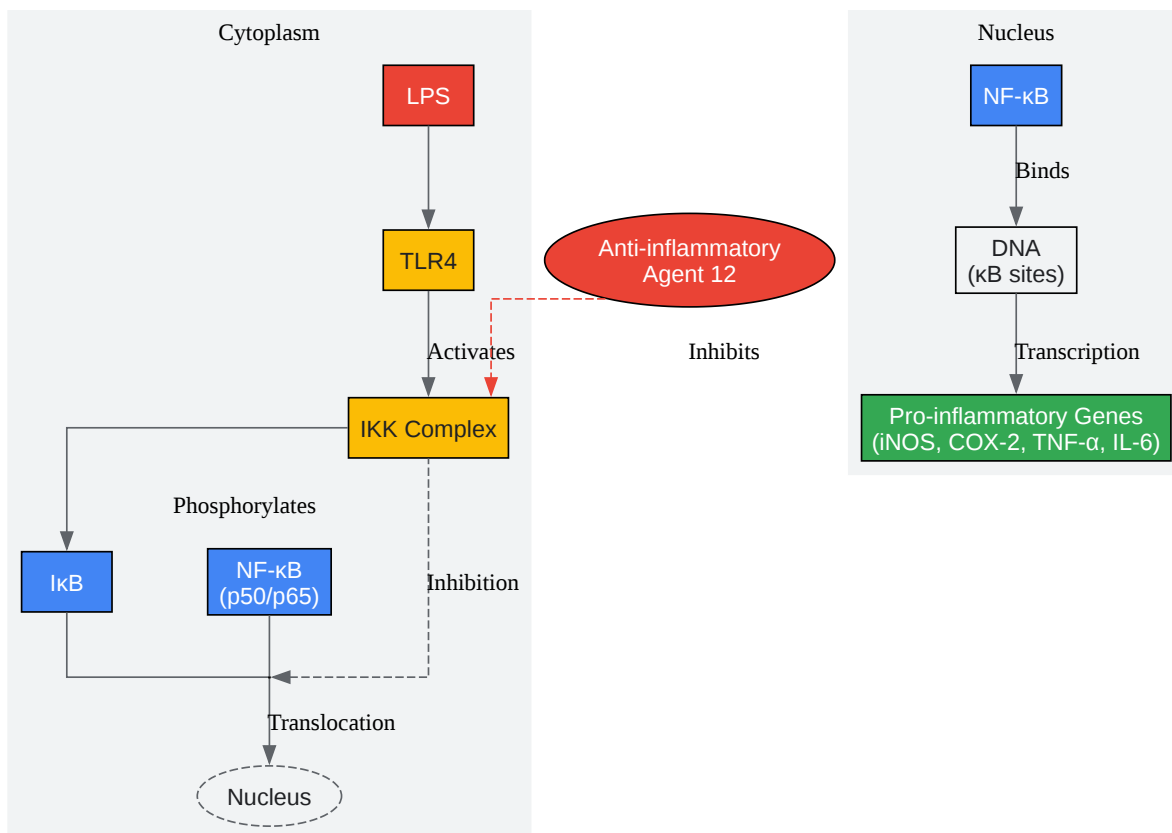 Cytoplasm
LPS
TLR4
Activates
IKK Complex
Phosphorylates
IκB
NF-κB
(p50/p65)
Inhibition
Translocation
Nucleus
Anti-inflammatory
Agent 12
Inhibits
Nucleus
NF-κB
Binds
DNA
(κB sites)
Transcription
Pro-inflammatory Genes
(iNOS, COX-2, TNF-α, IL-6)